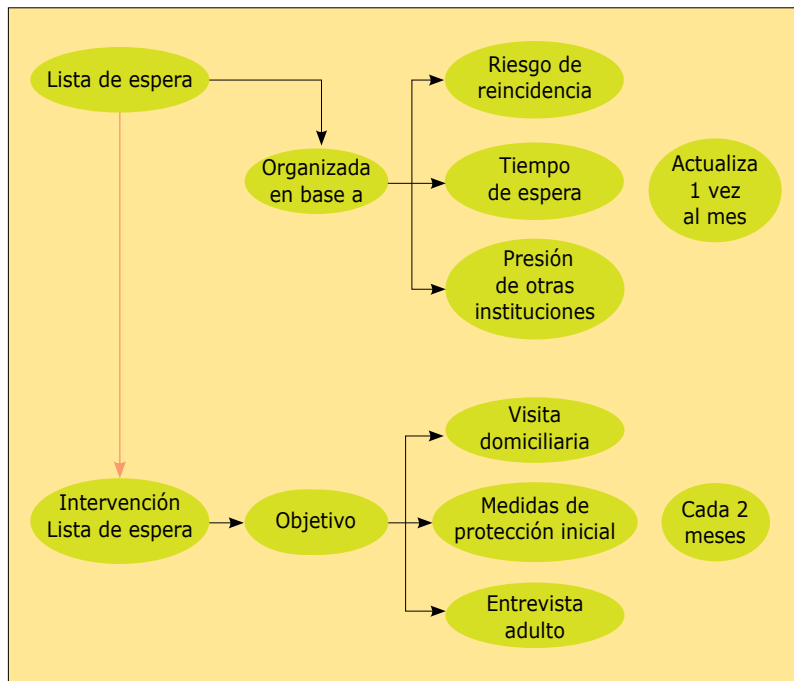 Lista de espera
Organizada
en base a
Riesgo de
reincidencia
Tiempo
de espera
Presión
de otras
instituciones
Actualiza
1 vez
al mes
Intervención
Lista de espera
Objetivo
Visita
domiciliaria
Medidas de
protección inicial
Entrevista
adulto
Cada 2
meses